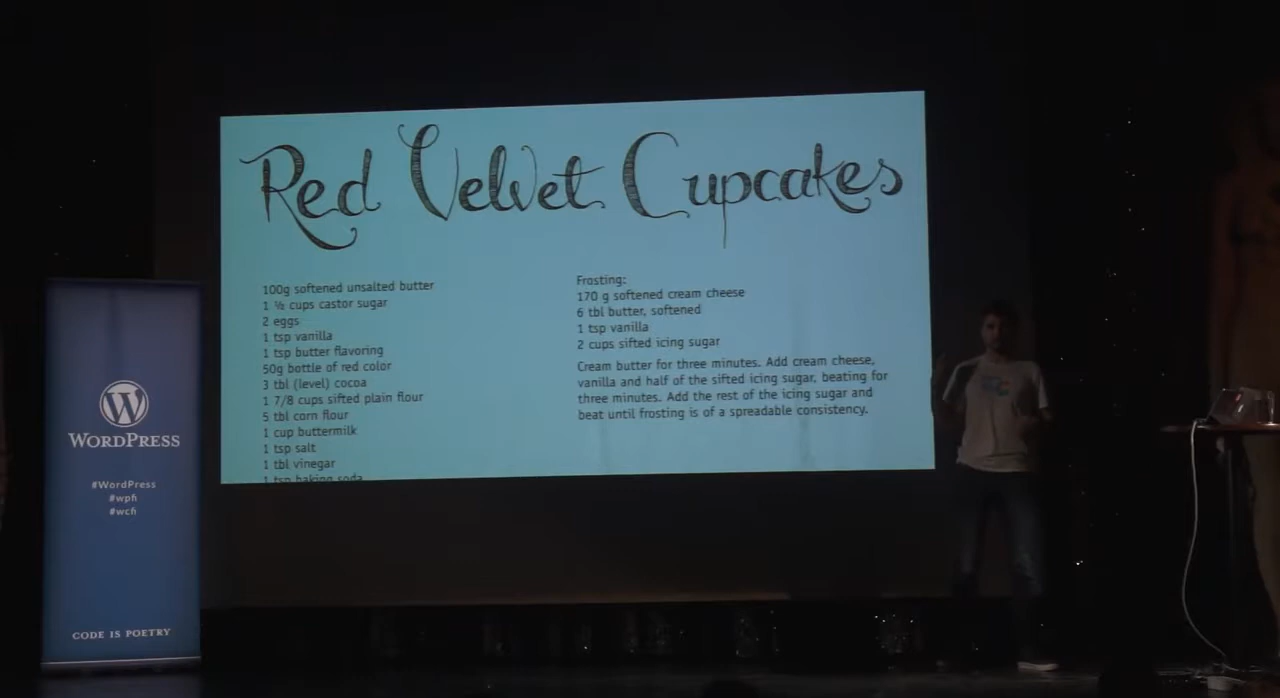 Red Velvet Cupcakes
100g softened unsalted butter
1 ½ cups castor sugar
2 eggs
1 tsp vanilla
1 tsp butter flavoring
50g bottle of red color
3 tbl (level) cocoa
1 7/8 cups sifted plain flour
5 tbl corn flour
1 cup buttermilk
1 tsp salt
1 tbl vinegar
1 tsp baking soda
Frosting:
170 g softened cream cheese
6 tbl butter, softened
1 tsp vanilla
2 cups sifted icing sugar
Cream butter for three minutes. Add cream cheese,
vanilla and half of the sifted icing sugar, beating for
three minutes. Add the rest of the icing sugar and
beat until frosting is of a spreadable consistency.
W
WORDPRESS
#WordPress
#wpfi
#wcfi
CODE IS POETRY